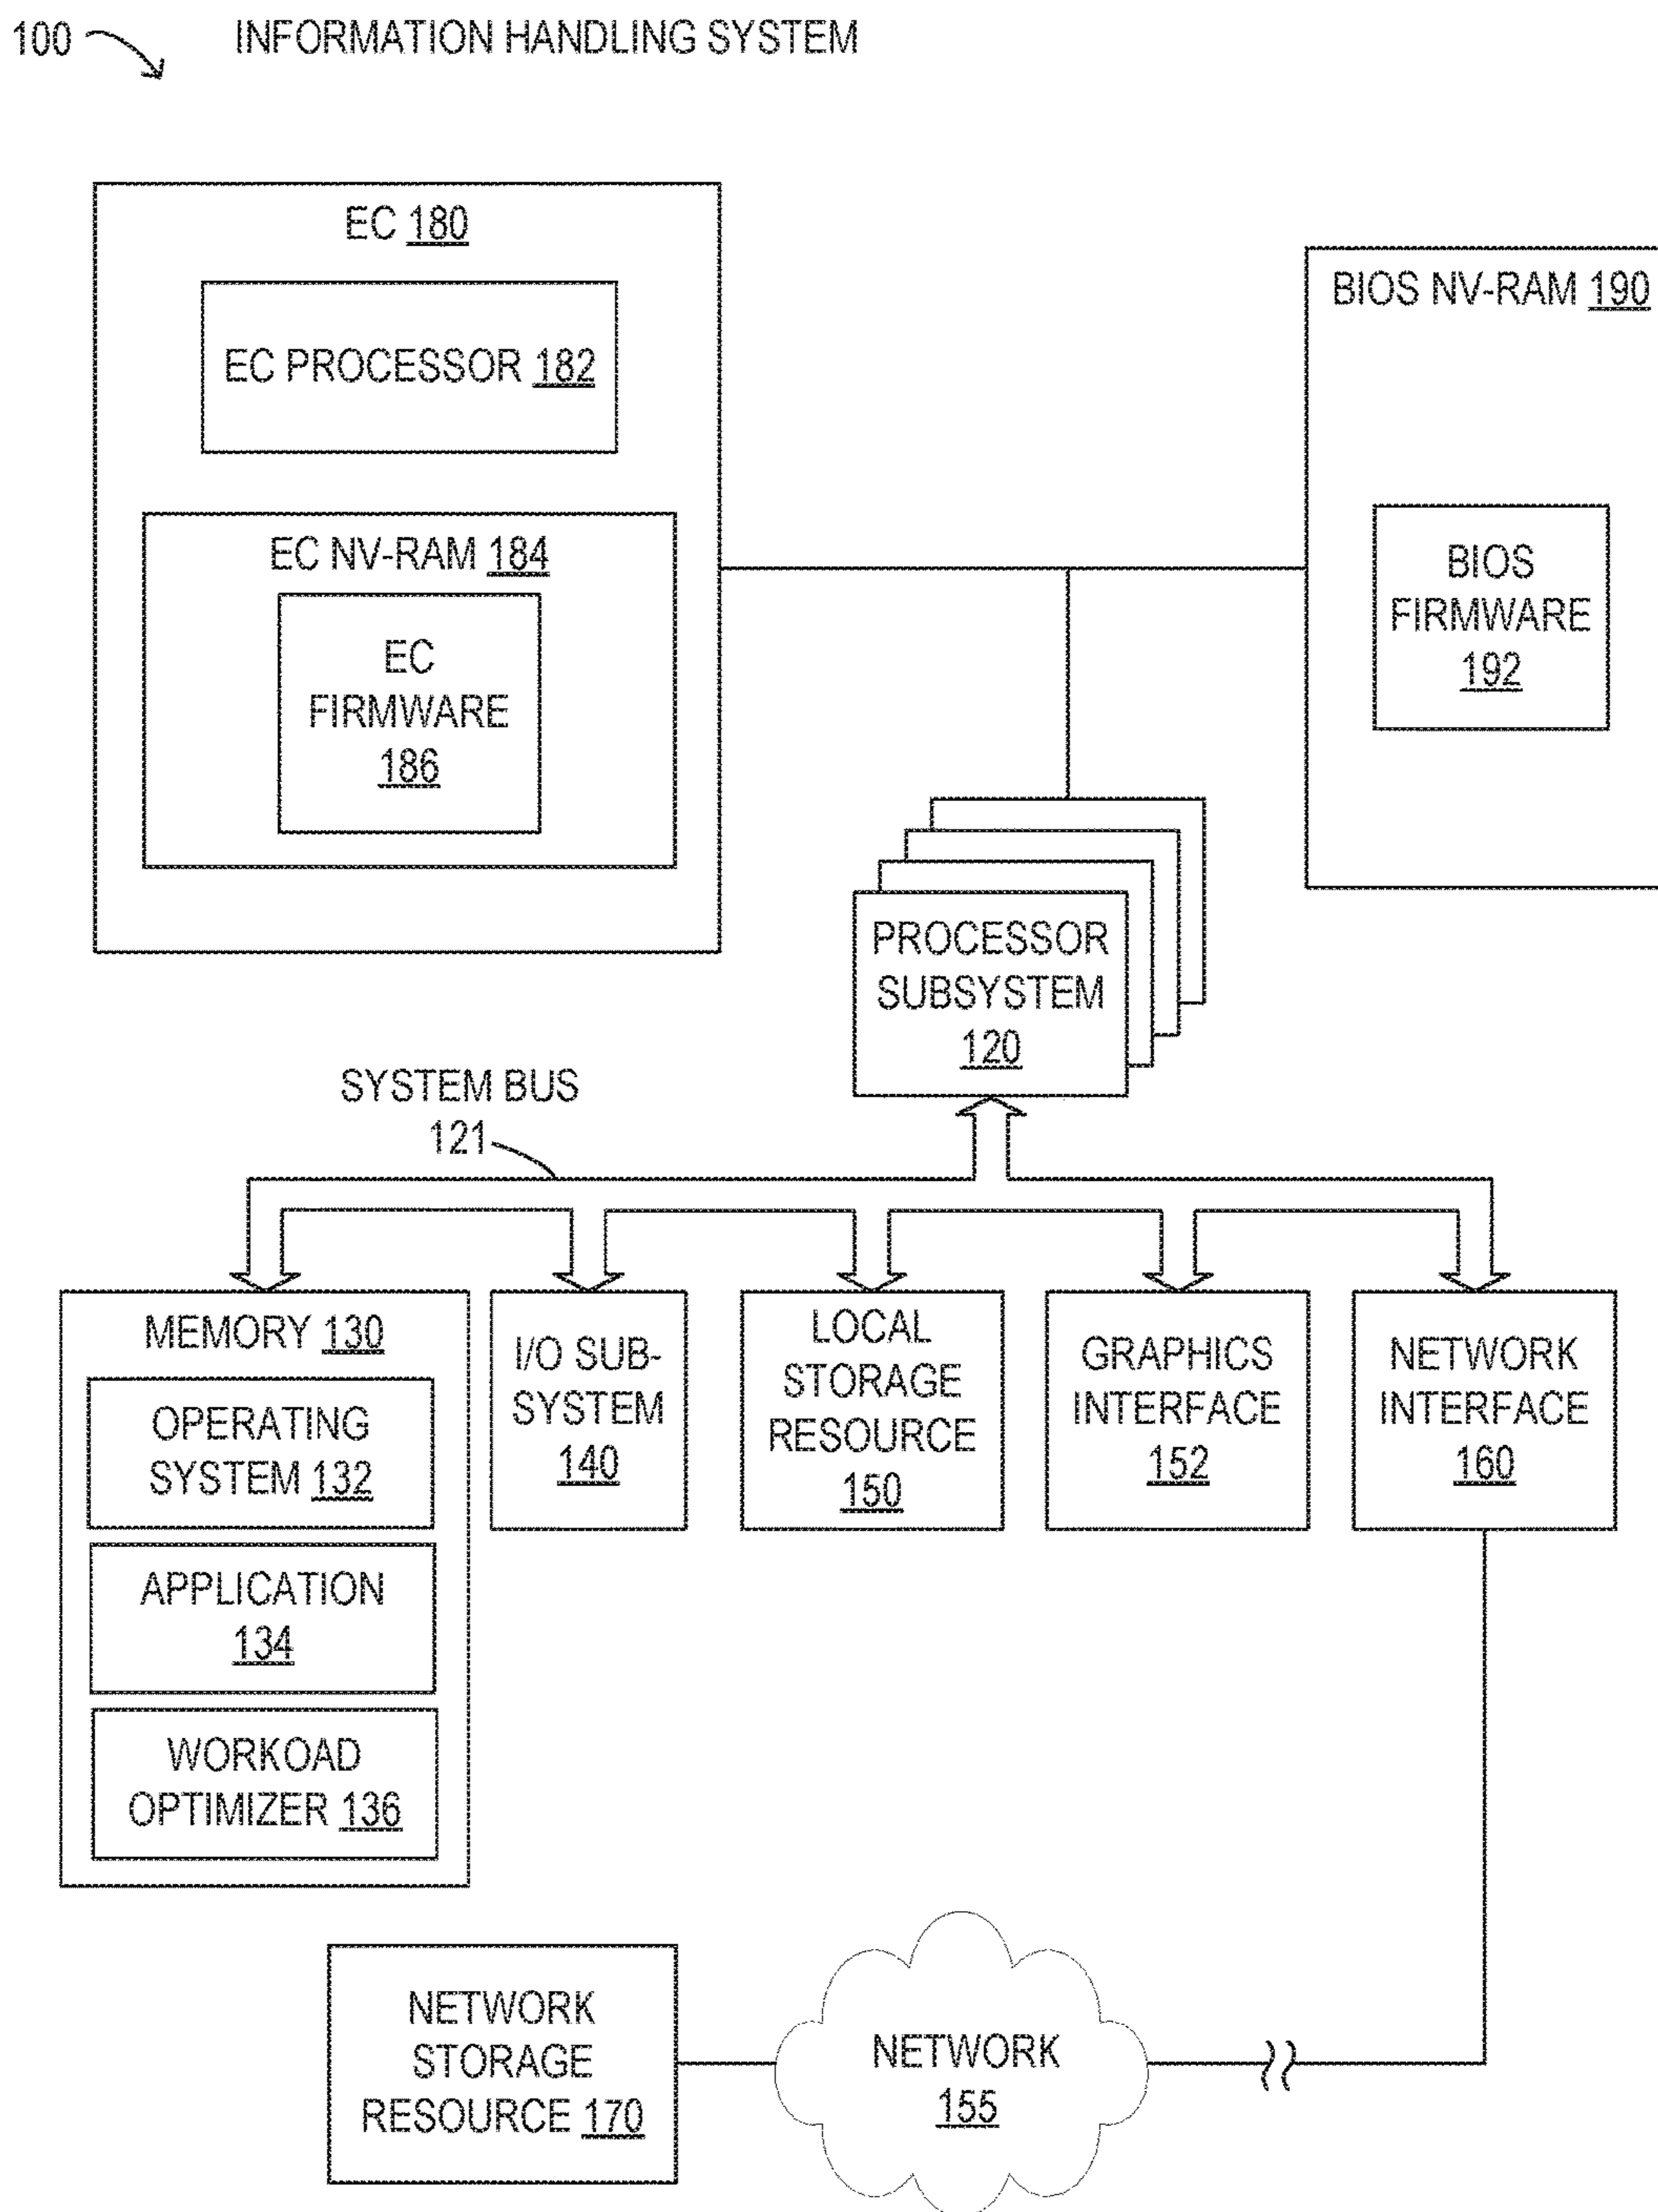 100 INFORMATION HANDLING SYSTEM
EC 180
EC PROCESSOR 182
EC NV-RAM 184
EC
FIRMWARE
186
BIOS NV-RAM 190
BIOS
FIRMWARE
192
PROCESSOR
SUBSYSTEM
120
SYSTEM BUS
121
MEMORY 130
OPERATING
SYSTEM 132
APPLICATION
134
WORKOAD
OPTIMIZER 136
I/O SUB-
SYSTEM
140
LOCAL
STORAGE
RESOURCE
150
GRAPHICS
INTERFACE
152
NETWORK
INTERFACE
160
NETWORK
STORAGE
RESOURCE 170
NETWORK
155